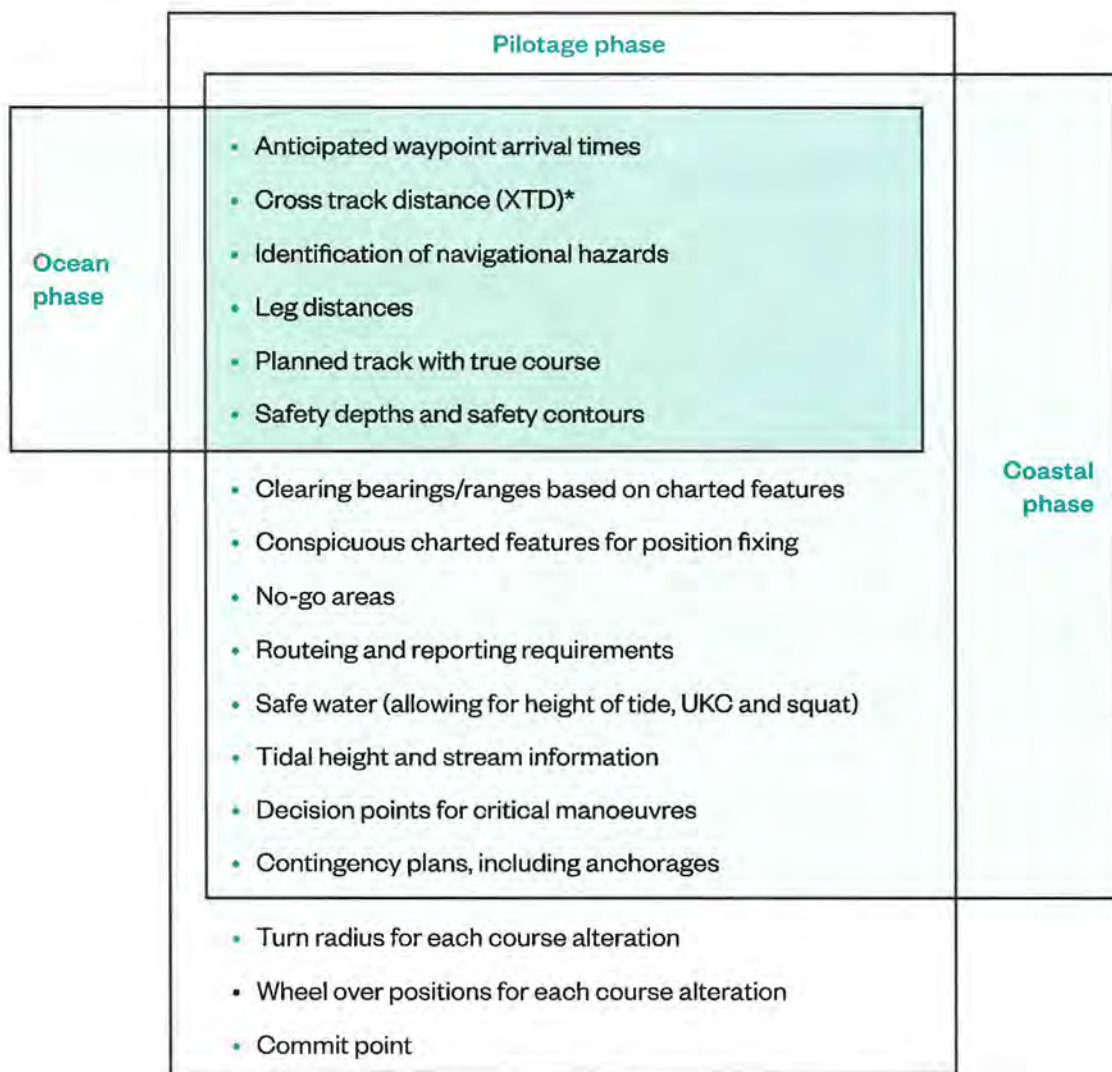 Pilotage phase
• Anticipated waypoint arrival times
• Cross track distance (XTD)*
• Identification of navigational hazards
Ocean
phase
• Leg distances
• Planned track with true course
• Safety depths and safety contours
• Clearing bearings/ranges based on charted features
Coastal
phase
• Conspicuous charted features for position fixing
• No-go areas
• Routeing and reporting requirements
• Safe water (allowing for height of tide, UKC and squat)
• Tidal height and stream information
• Decision points for critical manoeuvres
• Contingency plans, including anchorages
• Turn radius for each course alteration
• Wheel over positions for each course alteration
• Commit point